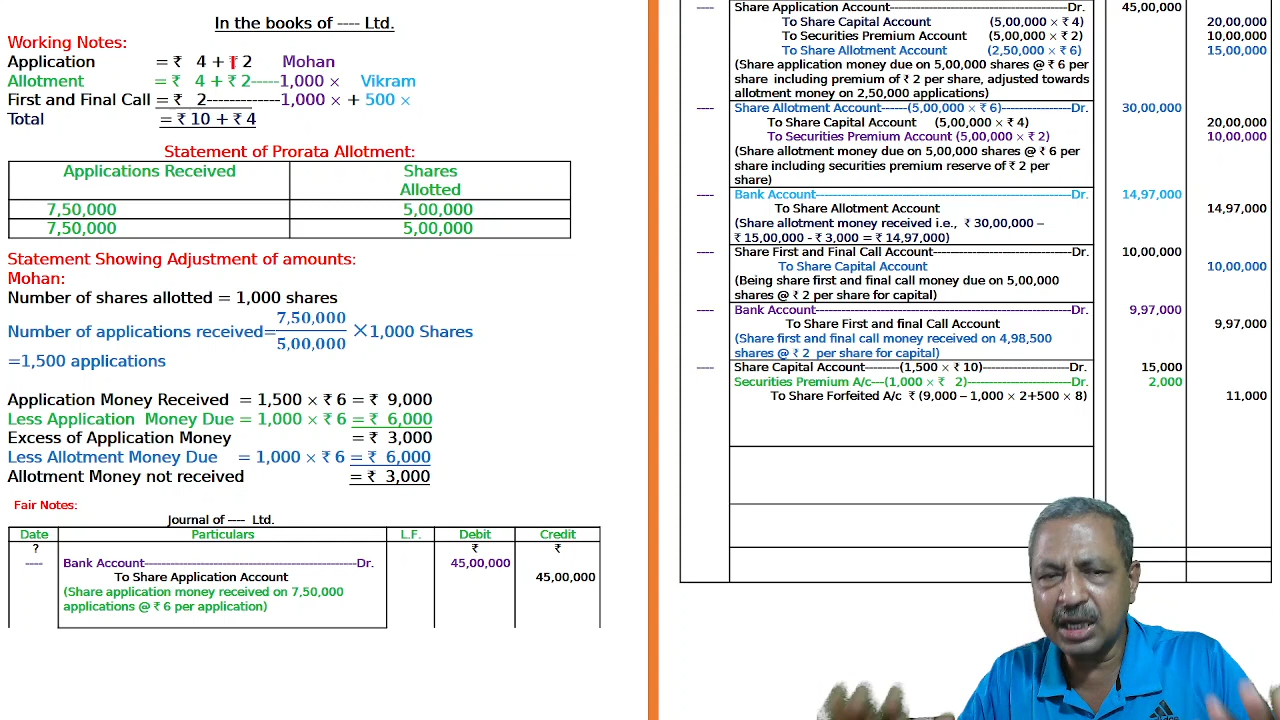 In the books of ---- Ltd.
Working Notes:
Application = ₹ 4 + ₹ 2 Mohan
Allotment = ₹ 4 + ₹ 2-----1,000 × Vikram
First and Final Call = ₹ 2-------------1,000 × + 500 ×
Total = ₹ 10 + ₹ 4
Statement of Prorata Allotment:
Applications Received Shares
Allotted
7,50,000 5,00,000
7,50,000 5,00,000
Statement Showing Adjustment of amounts:
Mohan:
Number of shares allotted = 1,000 shares
Number of applications received= 7,50,000 / 5,00,000 ×1,000 Shares
=1,500 applications
Application Money Received = 1,500 × ₹ 6 = ₹ 9,000
Less Application Money Due = 1,000 × ₹ 6 = ₹ 6,000
Excess of Application Money = ₹ 3,000
Less Allotment Money Due = 1,000 × ₹ 6 = ₹ 6,000
Allotment Money not received = ₹ 3,000
Fair Notes:
Journal of ---- Ltd.
Date Particulars L.F. Debit Credit
? ₹ ₹
---- Bank Account----------------------------------------------------Dr. 45,00,000
To Share Application Account 45,00,000
(Share application money received on 7,50,000
applications @ ₹ 6 per application)
---- Share Application Account---------------------------------------------Dr. 45,00,000
To Share Capital Account (5,00,000 × ₹ 4) 20,00,000
To Securities Premium Account (5,00,000 × ₹ 2) 10,00,000
To Share Allotment Account (2,50,000 × ₹ 6) 15,00,000
(Share application money due on 5,00,000 shares @ ₹ 6 per
share including premium of ₹ 2 per share, adjusted towards
allotment money on 2,50,000 applications)
---- Share Allotment Account------(5,00,000 × ₹ 6)-----------------Dr. 30,00,000
To Share Capital Account (5,00,000 × ₹ 4) 20,00,000
To Securities Premium Account (5,00,000 × ₹ 2) 10,00,000
(Share allotment money due on 5,00,000 shares @ ₹ 6 per
share including securities premium reserve of ₹ 2 per
share)
---- Bank Account----------------------------------------------------------------Dr. 14,97,000
To Share Allotment Account 14,97,000
(Share allotment money received i.e., ₹ 30,00,000 –
₹ 15,00,000 - ₹ 3,000 = ₹ 14,97,000)
---- Share First and Final Call Account----------------------------------Dr. 10,00,000
To Share Capital Account 10,00,000
(Being share first and final call money due on 5,00,000
shares @ ₹ 2 per share for capital)
---- Bank Account----------------------------------------------------------------Dr. 9,97,000
To Share First and final Call Account 9,97,000
(Share first and final call money received on 4,98,500
shares @ ₹ 2 per share for capital)
---- Share Capital Account--------(1,500 × ₹ 10)--------------------Dr. 15,000
Securities Premium A/c---(1,000 × ₹ 2)---------------------Dr. 2,000
To Share Forfeited A/c ₹ (9,000 – 1,000 × 2+500 × 8) 11,000